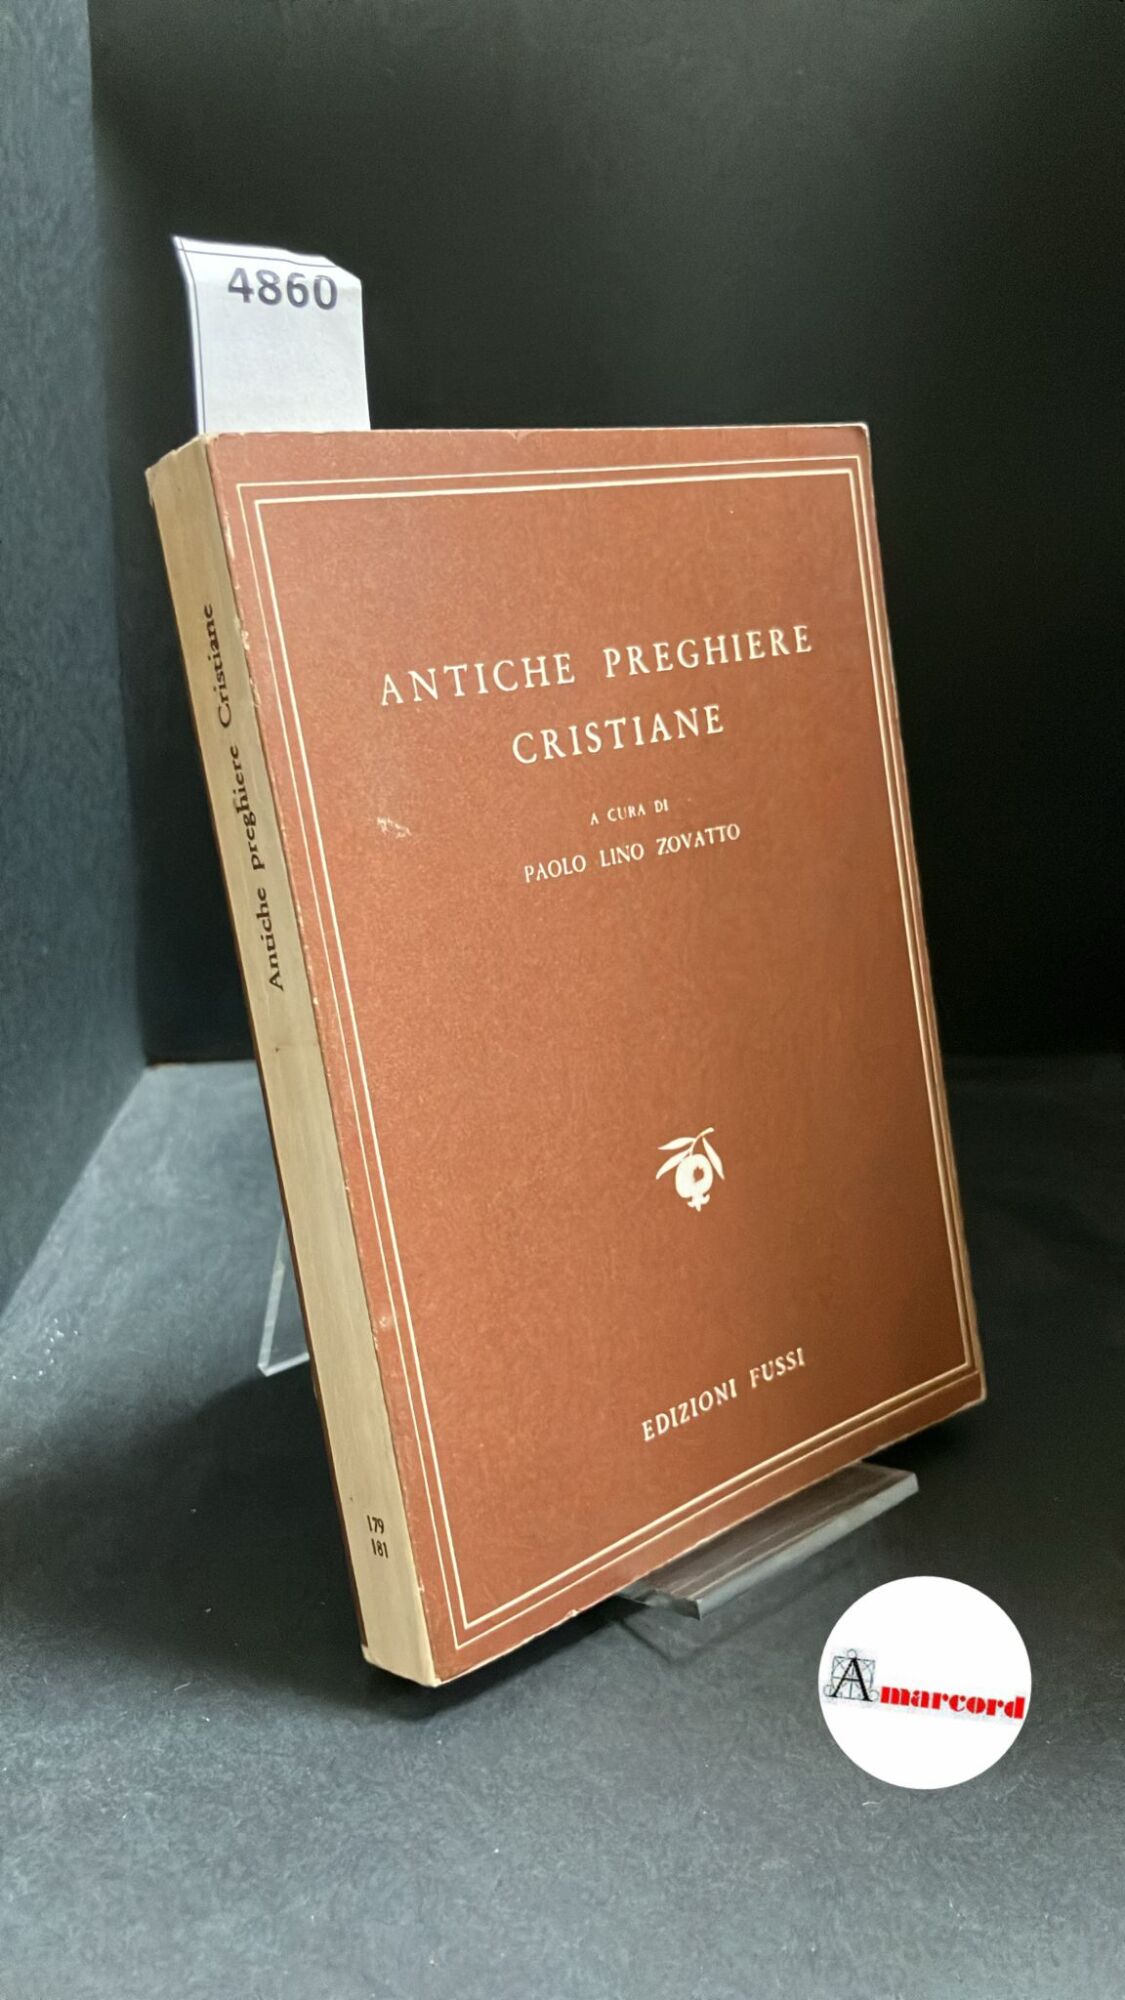 4860
ANTICHE PREGHIERE
CRISTIANE
A CURA DI
PAOLO LINO ZOVATTO
EDIZIONI FUSSI
Antiche preghiere Cristiane
179
181
Amarcord